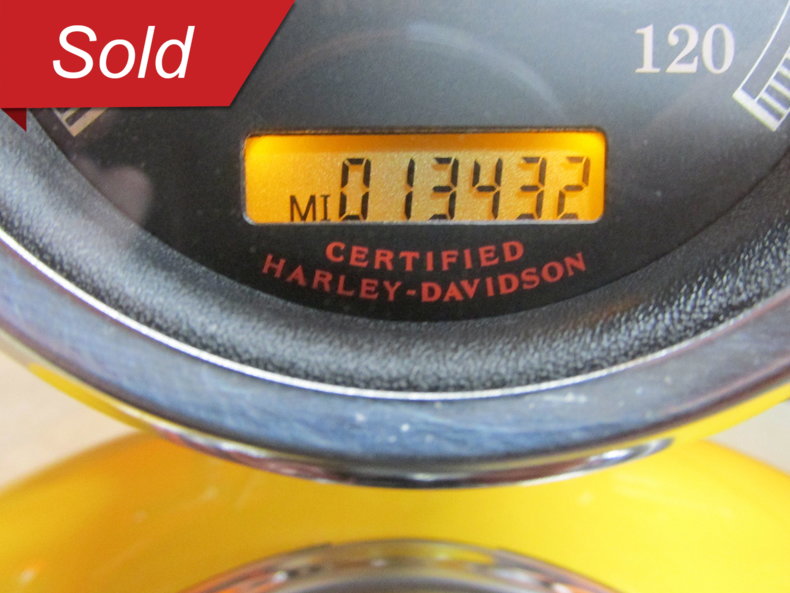 Sold
120
MI 013432
CERTIFIED
HARLEY-DAVIDSON